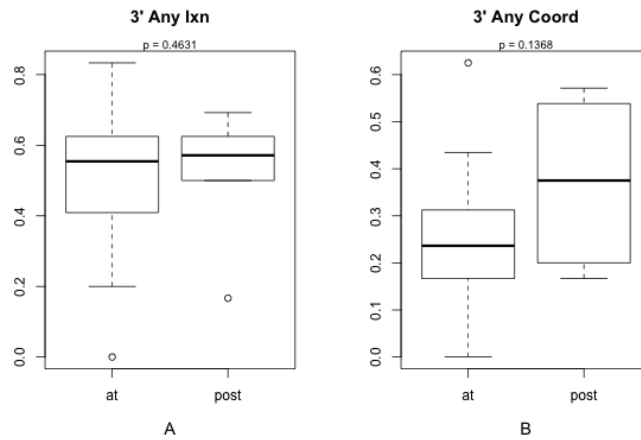 3' Any Ixn
p = 0.4631
0.8
0.6
0.4
0.2
0.0
at post
A
3' Any Coord
p = 0.1368
0.6
0.5
0.4
0.3
0.2
0.1
0.0
at post
B